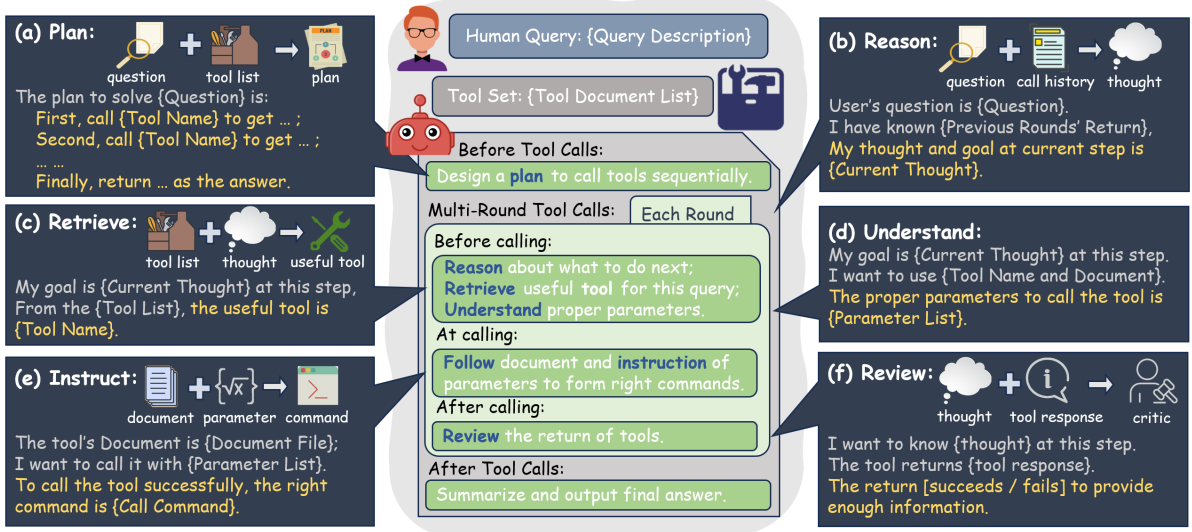 (a) Plan:
question
tool list
plan
PLAN
The plan to solve {Question} is:
First, call {Tool Name} to get ... ;
Second, call {Tool Name} to get ... ;
... ...
Finally, return ... as the answer.
(c) Retrieve:
tool list
thought
useful tool
My goal is {Current Thought} at this step,
From the {Tool List}, the useful tool is
{Tool Name}.
(e) Instruct:
{√x}
document
parameter
command
The tool's Document is {Document File};
I want to call it with {Parameter List}.
To call the tool successfully, the right
command is {Call Command}.
Human Query: {Query Description}
Tool Set: {Tool Document List}
Before Tool Calls:
Design a plan to call tools sequentially.
Multi-Round Tool Calls:
Each Round
Before calling:
Reason about what to do next;
Retrieve useful tool for this query;
Understand proper parameters.
At calling:
Follow document and instruction of
parameters to form right commands.
After calling:
Review the return of tools.
After Tool Calls:
Summarize and output final answer.
(b) Reason:
question
call history
thought
User's question is {Question}.
I have known {Previous Rounds' Return},
My thought and goal at current step is
{Current Thought}.
(d) Understand:
My goal is {Current Thought} at this step.
I want to use {Tool Name and Document}.
The proper parameters to call the tool is
{Parameter List}.
(f) Review:
thought
tool response
critic
I want to know {thought} at this step.
The tool returns {tool response}.
The return [succeeds / fails] to provide
enough information.